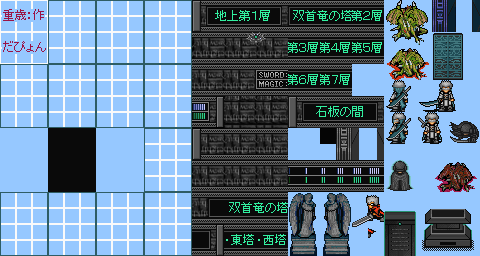 重歳:作
だぴょん
地上第1層
双首竜の塔第2層
第3層第4層第5層
SWORD:
MAGIC:
第6層第7層
石板の間
双首竜の塔
・東塔・西塔